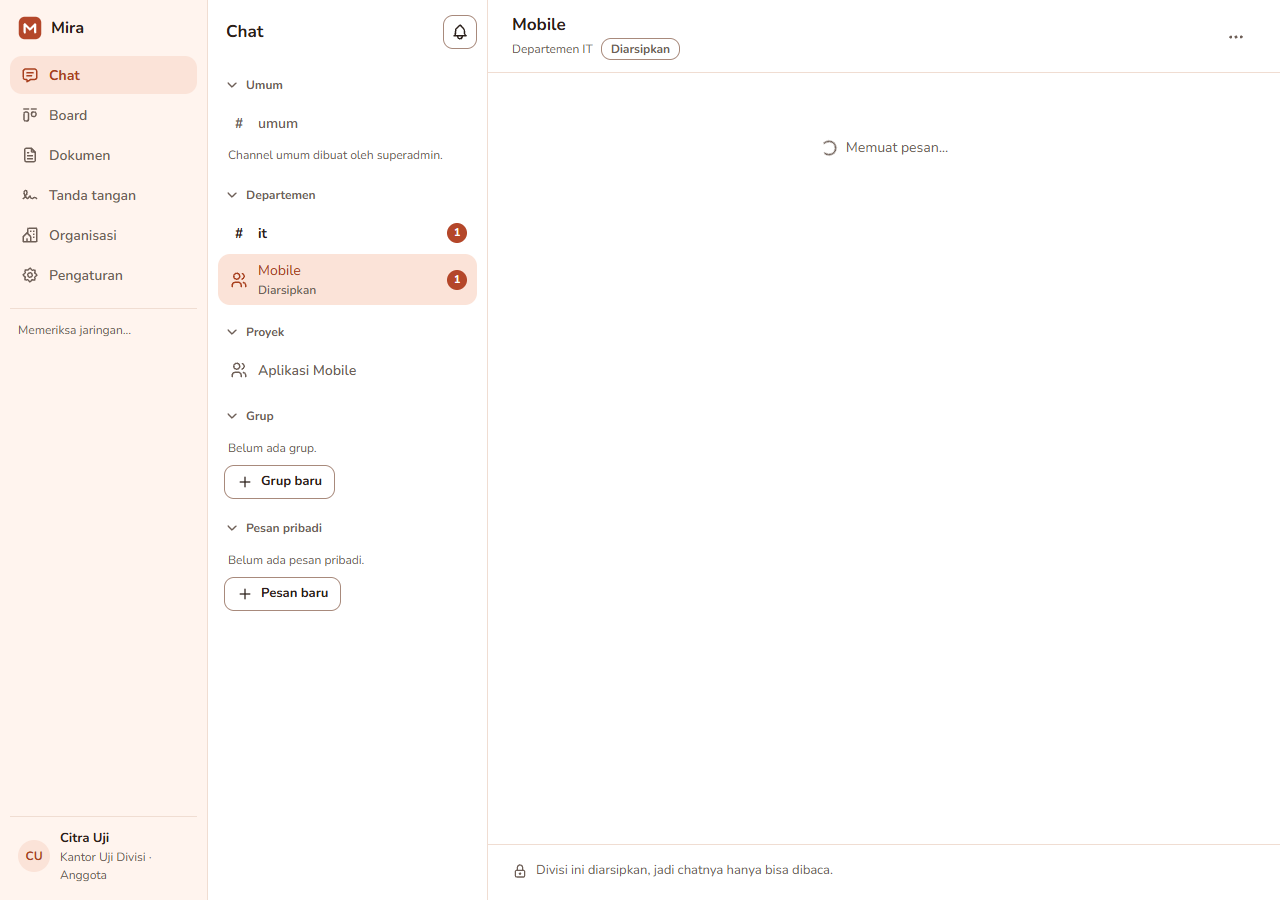 Mira
Chat
Board
Dokumen
Tanda tangan
Organisasi
Pengaturan
Memeriksa jaringan...
CU
Citra Uji
Kantor Uji Divisi ·
Anggota
Chat
Umum
# umum
Channel umum dibuat oleh superadmin.
Departemen
# it 1
Mobile
Diarsipkan
1
Proyek
Aplikasi Mobile
Grup
Belum ada grup.
+ Grup baru
Pesan pribadi
Belum ada pesan pribadi.
+ Pesan baru
Mobile
Departemen IT Diarsipkan
Memuat pesan...
Divisi ini diarsipkan, jadi chatnya hanya bisa dibaca.